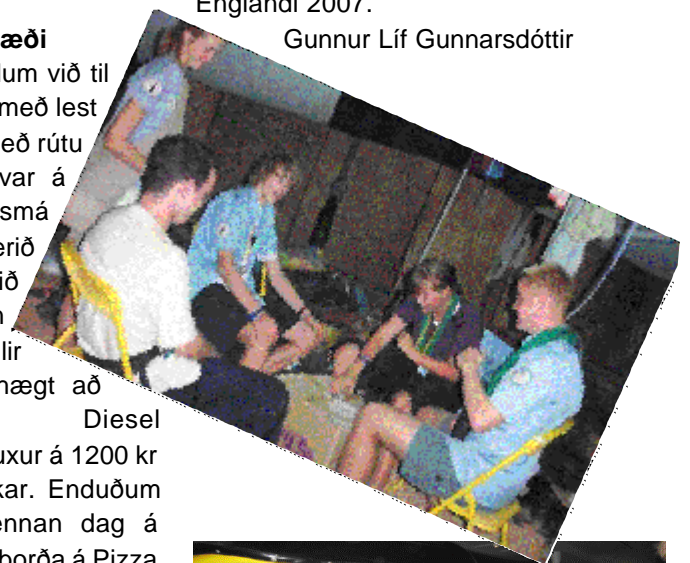 Englandi 2007.
Gunnur Líf Gunnarsdóttir
æði
dum við til
með lest
með rútu
var á
smá
erið
ið
n
lir
hægt að
Diesel
uxur á 1200 kr
kar. Enduðum
ennan dag á
borða á Pizza